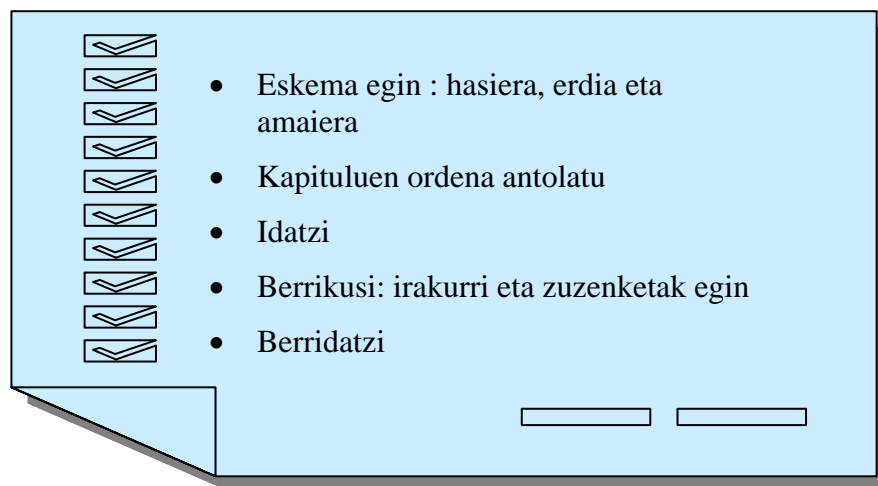 • Eskema egin : hasiera, erdia eta
amaiera
• Kapituluen ordena antolatu
• Idatzi
• Berrikusi: irakurri eta zuzenketak egin
• Berridatzi